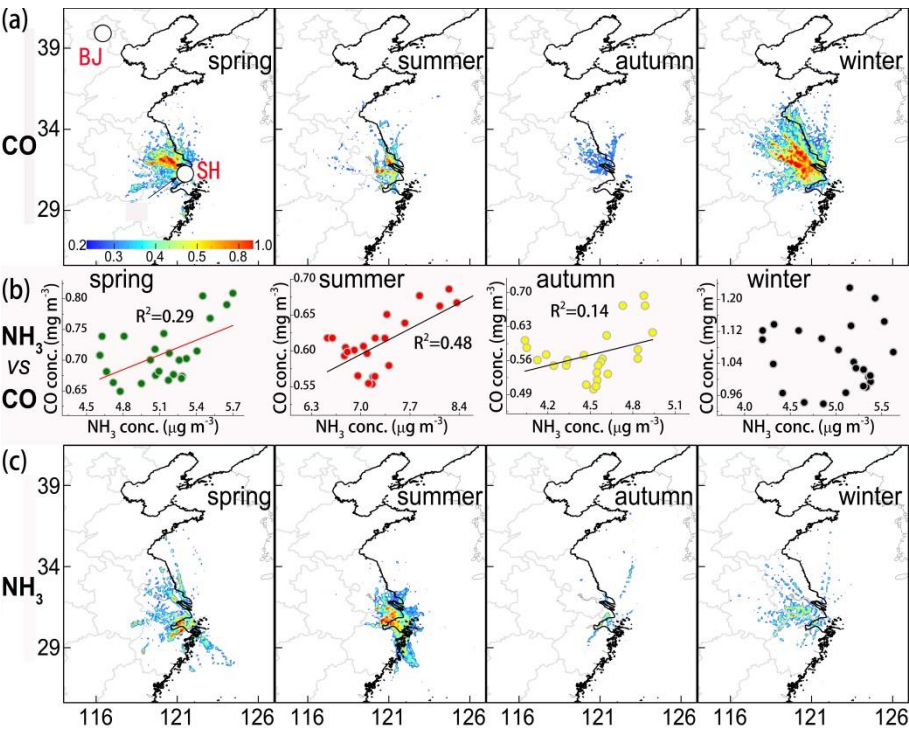 (a)
39
34
29
CO
BJ
SH
spring
summer
autumn
winter
0.2 0.3 0.4 0.5 0.8 1.0
(b)
NH₃
VS
CO
spring
CO conc. (mg m⁻³)
0.80
0.75
0.70
0.65
R²=0.29
4.5 4.8 5.1 5.4 5.7
NH₃ conc. (µg m⁻³)
summer
CO conc. (mg m⁻³)
0.70
0.65
0.60
0.55
0.50
R²=0.48
6.3 7.0 7.7 8.4
NH₃ conc. (µg m⁻³)
autumn
CO conc. (mg m⁻³)
0.70
0.63
0.56
0.49
R²=0.14
4.2 4.5 4.8 5.1
NH₃ conc. (µg m⁻³)
winter
CO conc. (mg m⁻³)
1.20
1.12
1.04
0.96
4.0 4.5 5.0 5.5
NH₃ conc. (µg m⁻³)
(c)
39
34
29
NH₃
spring
summer
autumn
winter
116 121 126
116 121 126
116 121 126
116 121 126